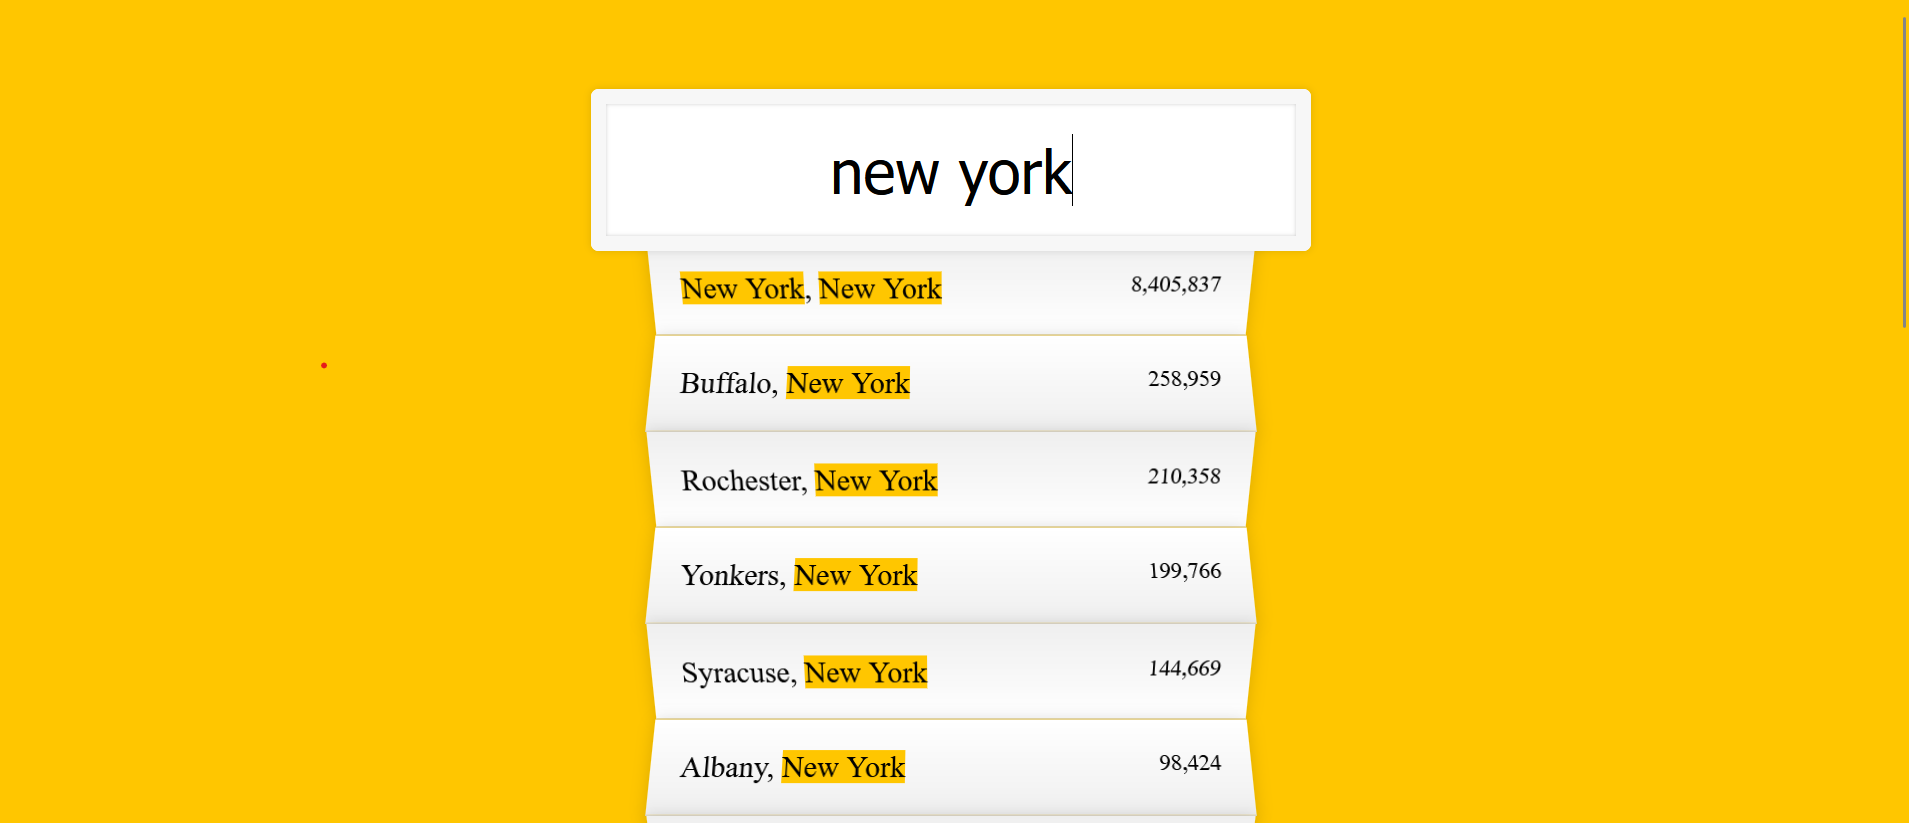 new york
New York, New York 8,405,837
Buffalo, New York 258,959
Rochester, New York 210,358
Yonkers, New York 199,766
Syracuse, New York 144,669
Albany, New York 98,424